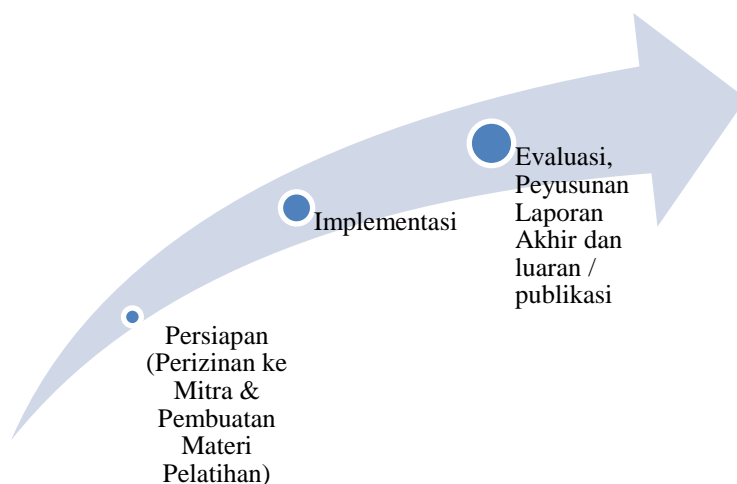 Persiapan
(Perizinan ke
Mitra &
Pembuatan
Materi
Pelatihan)
Implementasi
Evaluasi,
Peyusunan
Laporan
Akhir dan
luaran /
publikasi